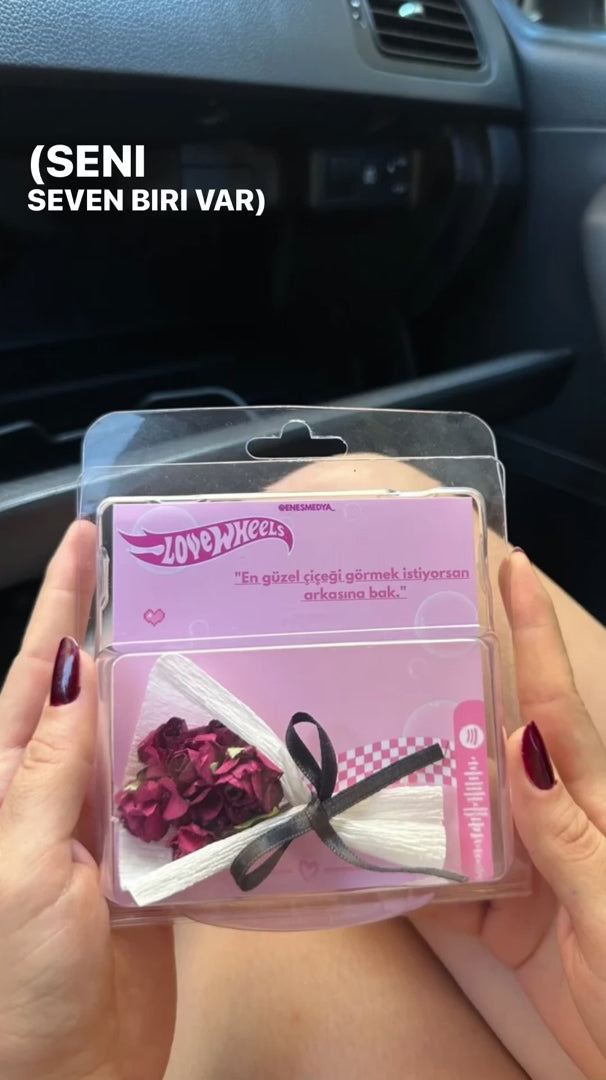 (SENI
SEVEN BIRI VAR)
@ENESMEDYA_
LOVEWHEELS
"En güzel çiçeği görmek istiyorsan
arkasına bak."